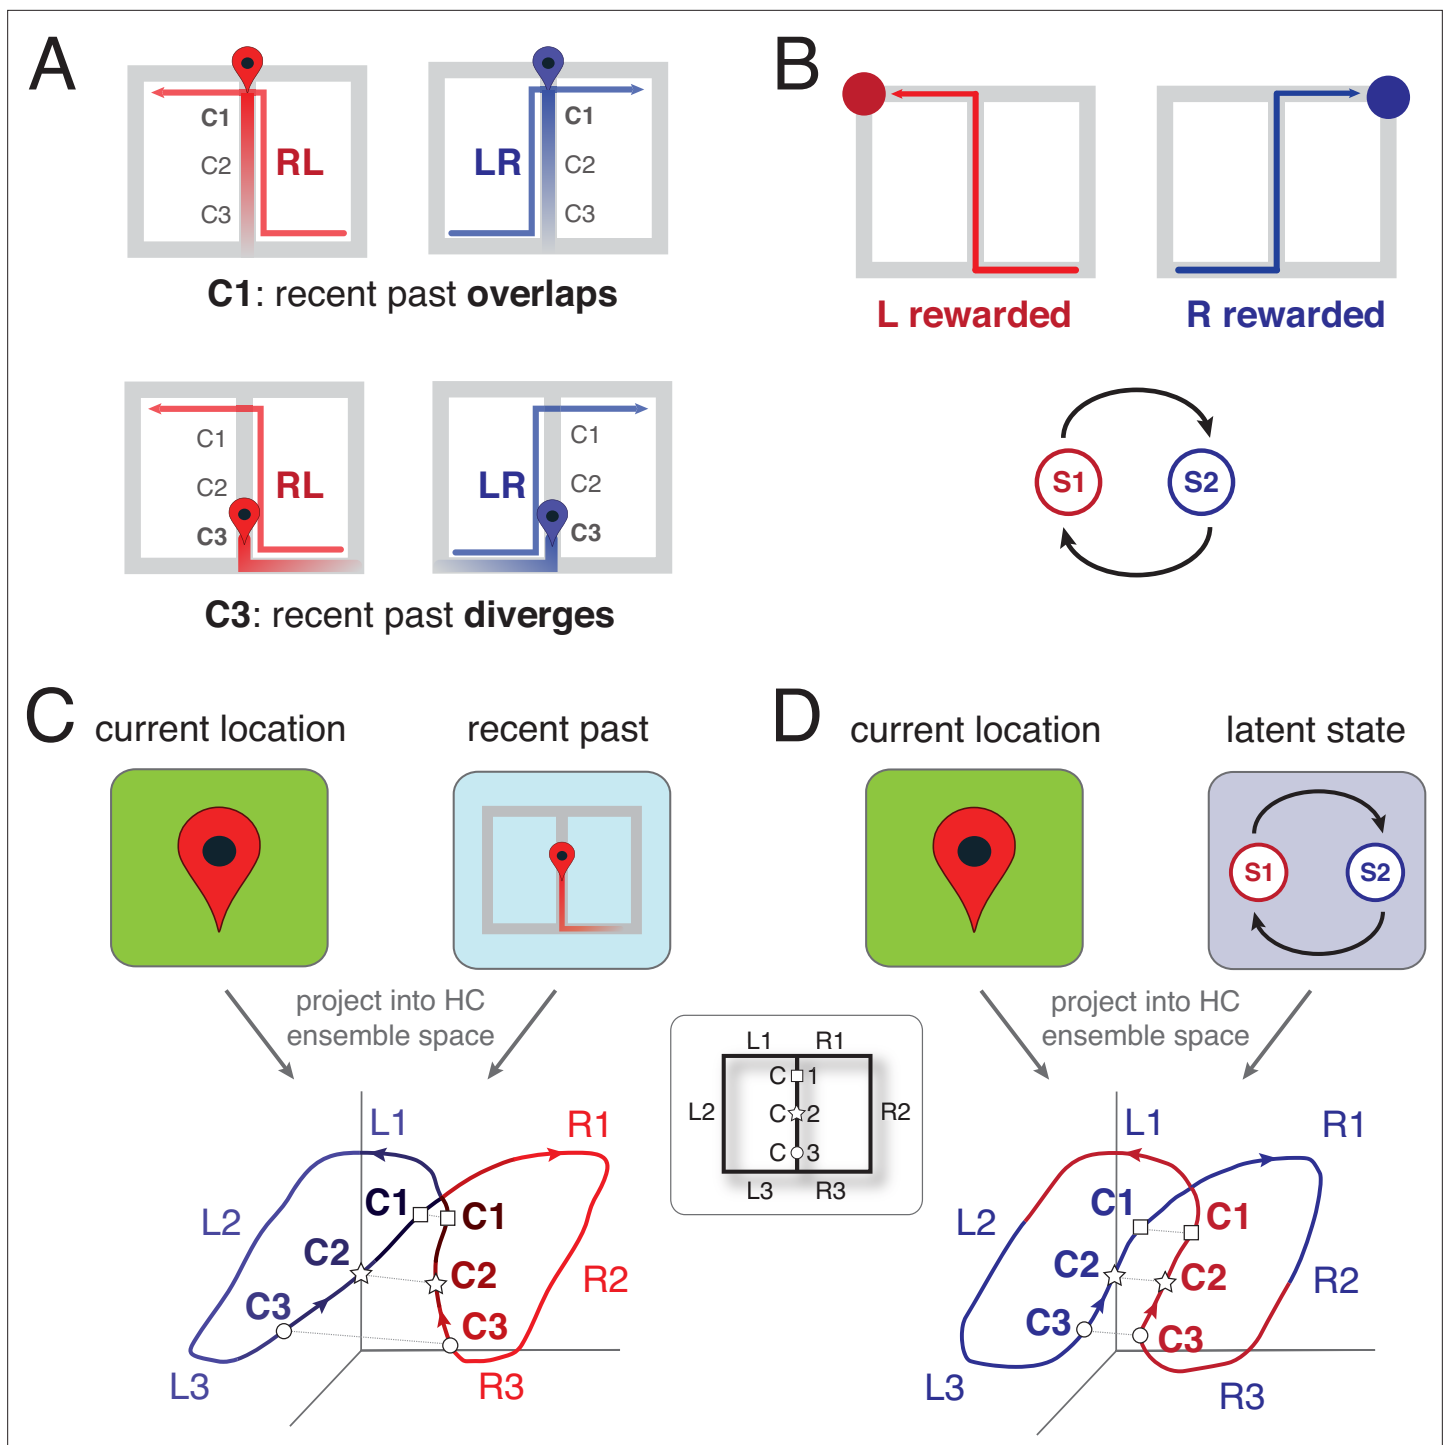 A
C1
C2
C3
RL
LR
C1
C2
C3
C1: recent past overlaps
C1
C2
C3
RL
LR
C1
C2
C3
C3: recent past diverges
B
L rewarded
R rewarded
S1
S2
C
current location
recent past
project into HC
ensemble space
L1
R1
L2
C1
C1
C2
C2
R2
C3
C3
L3
R3
L1
R1
C
1
L2
C
2
R2
C
3
L3
R3
D
current location
latent state
S1
S2
project into HC
ensemble space
L1
R1
L2
C1
C1
C2
C2
R2
C3
C3
L3
R3